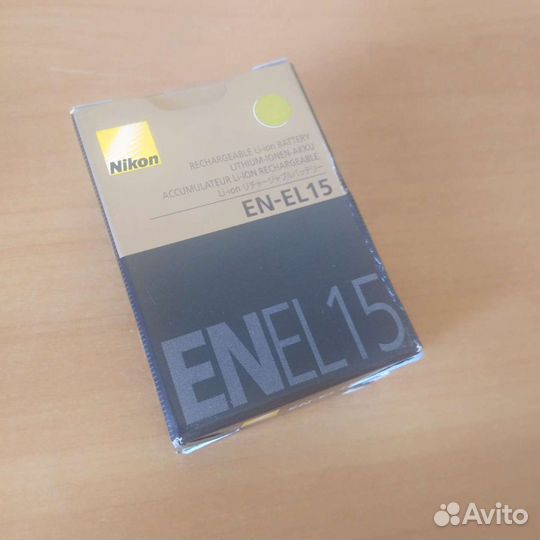 Nikon
RECHARGEABLE Li-ion BATTERY
LITHIUM-IONEN-AKKU
ACCUMULATEUR LI-ION RECHARGEABLE
Li-ion リチャージャブルバッテリー
EN-EL15
ENEL15
Avito